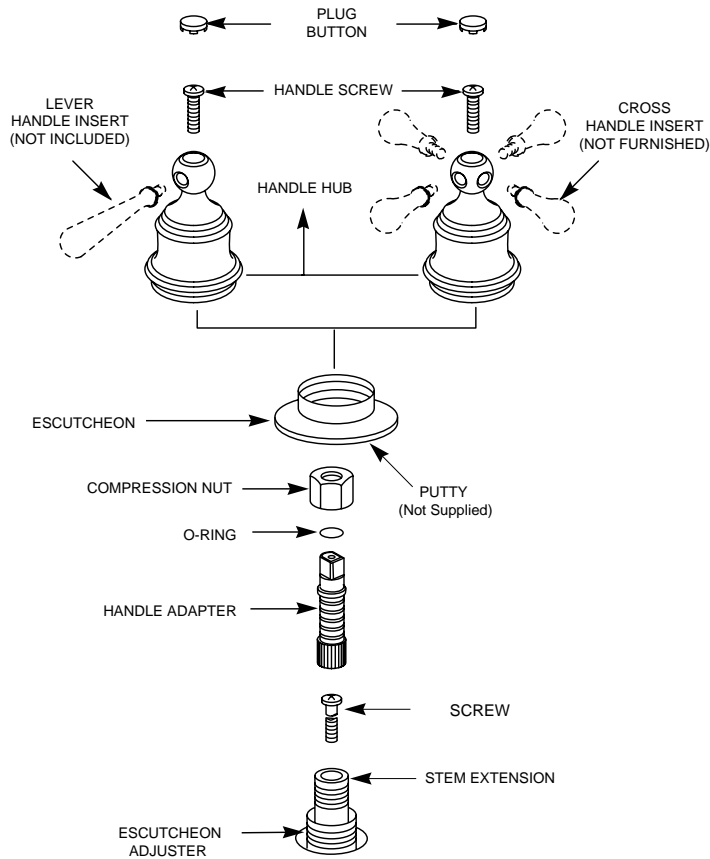 PLUG
BUTTON
HANDLE SCREW
LEVER
HANDLE INSERT
(NOT INCLUDED)
CROSS
HANDLE INSERT
(NOT FURNISHED)
HANDLE HUB
ESCUTCHEON
COMPRESSION NUT
PUTTY
(Not Supplied)
O-RING
HANDLE ADAPTER
SCREW
STEM EXTENSION
ESCUTCHEON
ADJUSTER